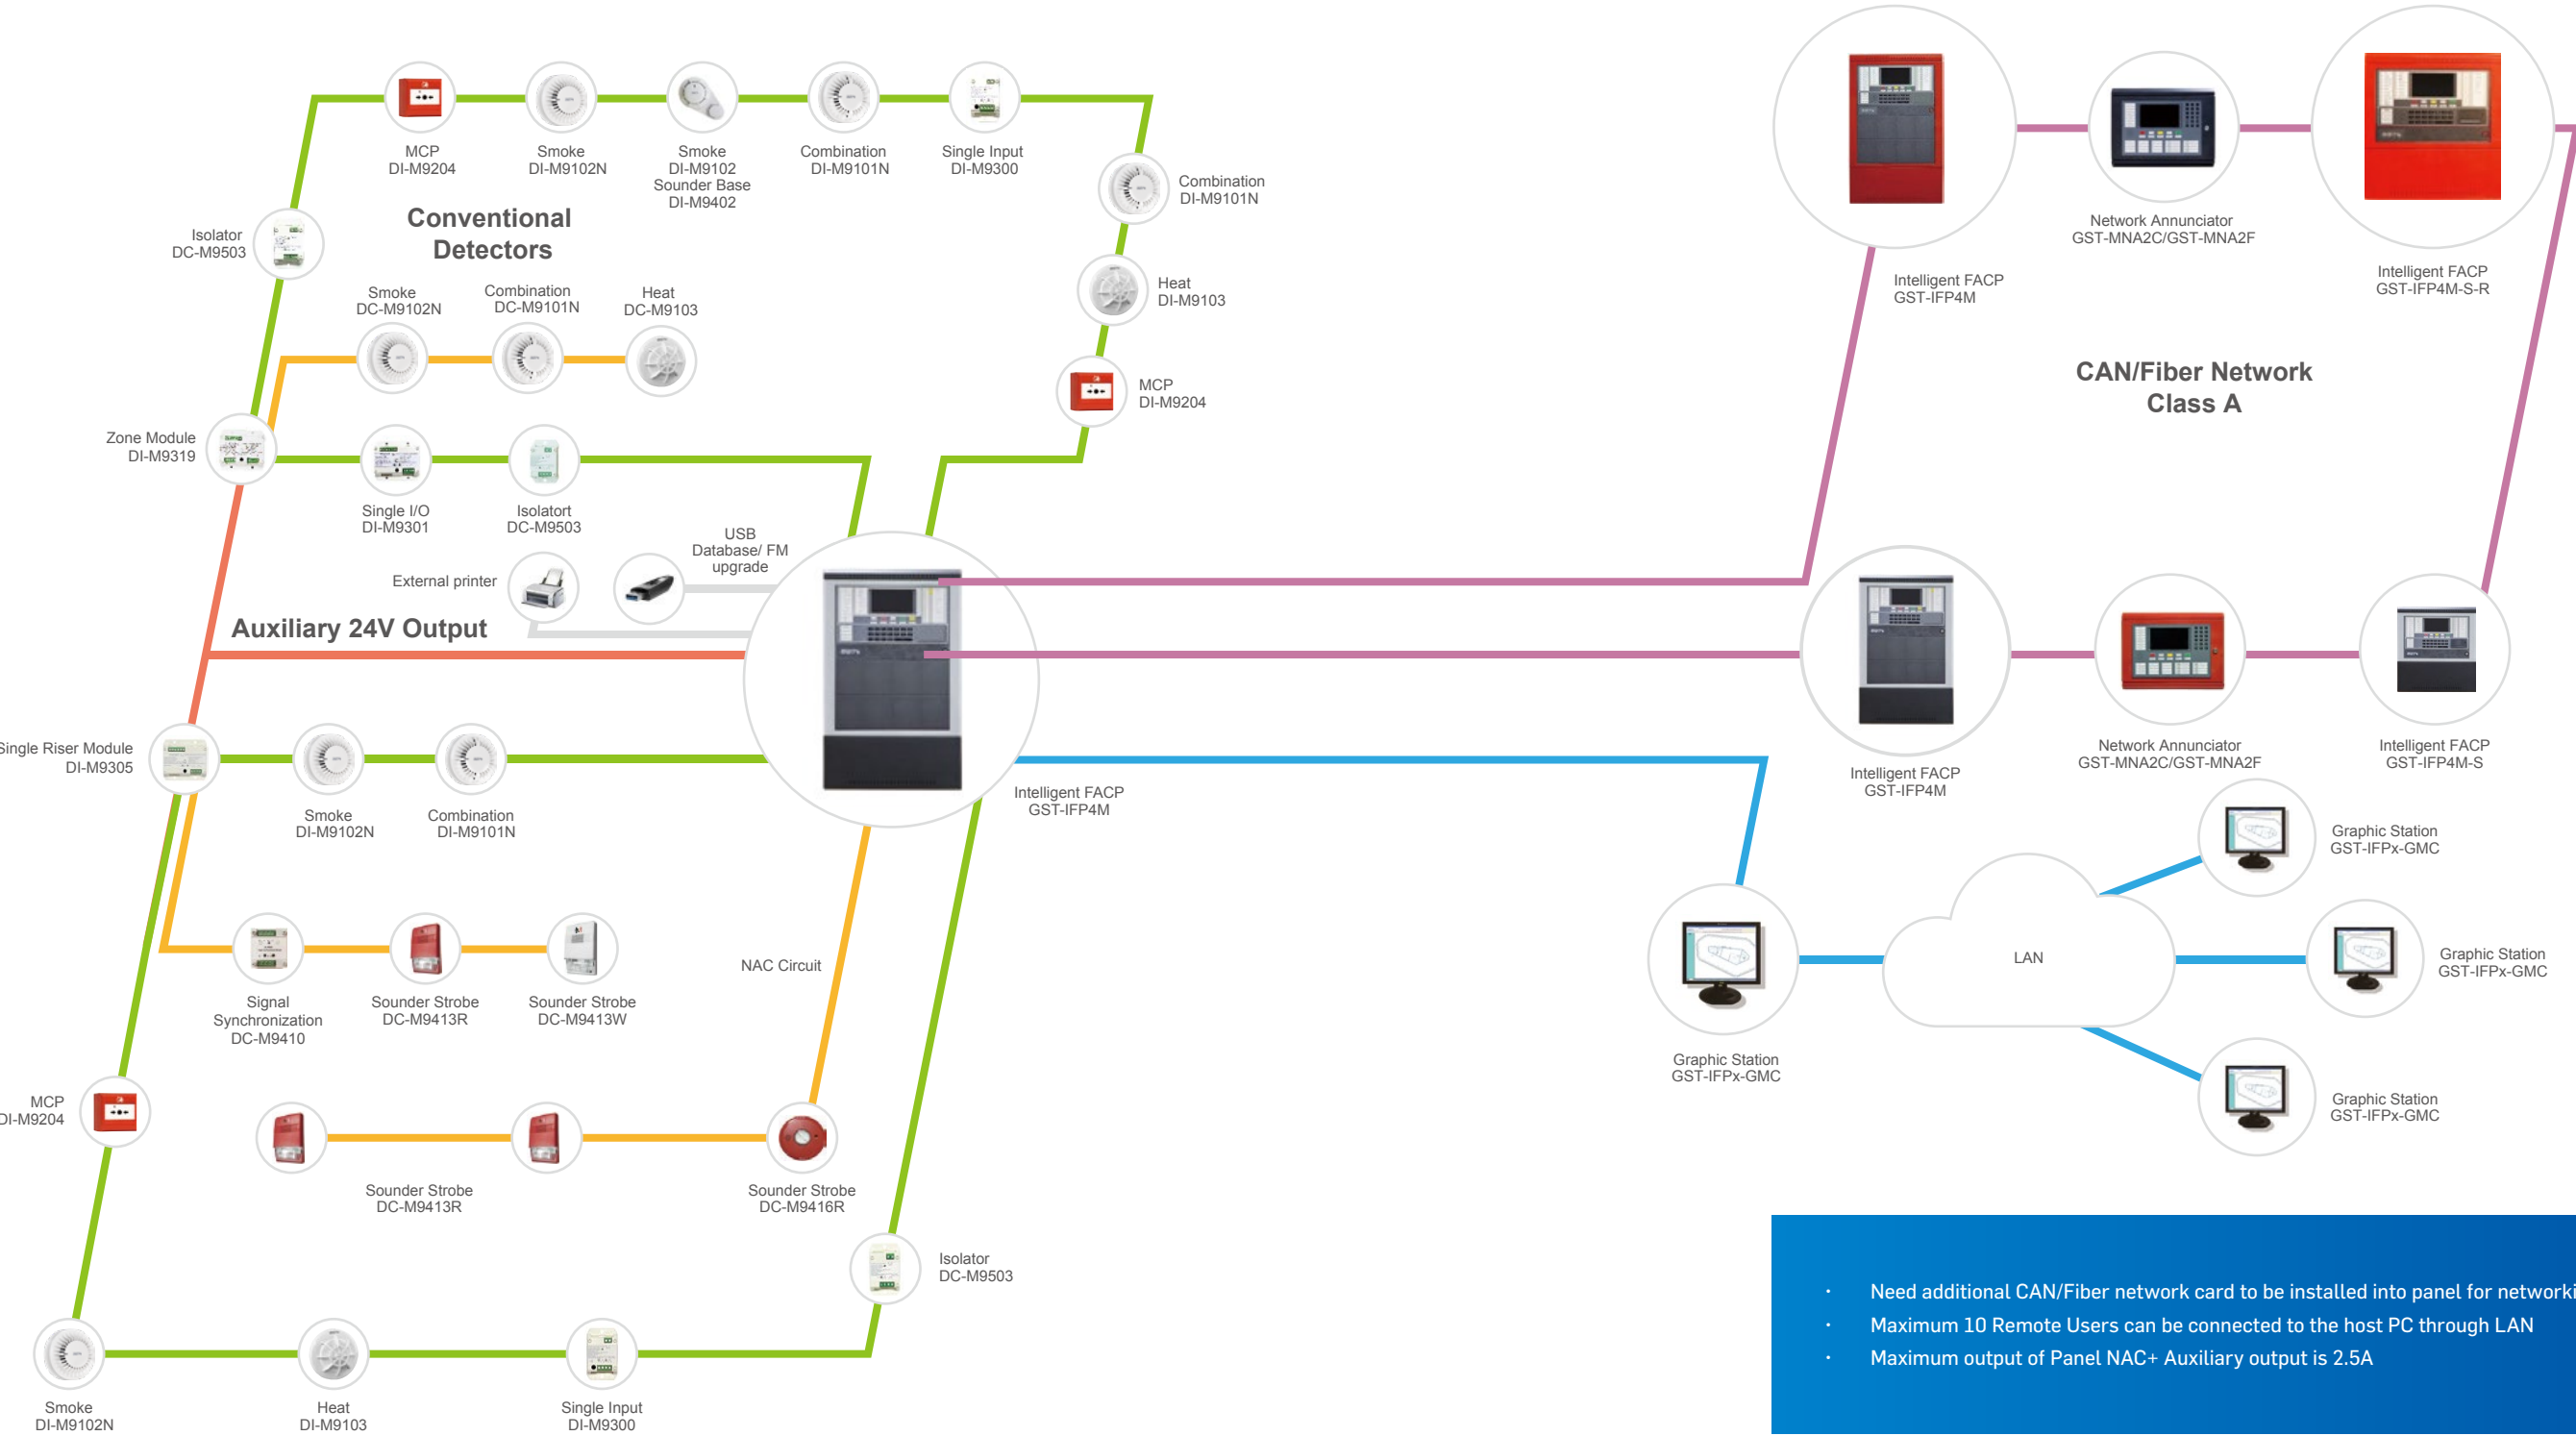 MCP
DI-M9204
Smoke
DI-M9102N
Smoke
DI-M9102
Sounder Base
DI-M9402
Combination
DI-M9101N
Single Input
DI-M9300
Combination
DI-M9101N
Heat
DI-M9103
MCP
DI-M9204
Isolator
DC-M9503
Conventional
Detectors
Smoke
DC-M9102N
Combination
DC-M9101N
Heat
DC-M9103
Zone Module
DI-M9319
Single I/O
DI-M9301
Isolatort
DC-M9503
USB
Database/ FM
upgrade
External printer
Auxiliary 24V Output
Single Riser Module
DI-M9305
Smoke
DI-M9102N
Combination
DI-M9101N
Intelligent FACP
GST-IFP4M
Signal
Synchronization
DC-M9410
Sounder Strobe
DC-M9413R
Sounder Strobe
DC-M9413W
NAC Circuit
MCP
DI-M9204
Sounder Strobe
DC-M9413R
Sounder Strobe
DC-M9416R
Isolator
DC-M9503
Smoke
DI-M9102N
Heat
DI-M9103
Single Input
DI-M9300
Intelligent FACP
GST-IFP4M
Network Annunciator
GST-MNA2C/GST-MNA2F
Intelligent FACP
GST-IFP4M-S-R
CAN/Fiber Network
Class A
Intelligent FACP
GST-IFP4M
Network Annunciator
GST-MNA2C/GST-MNA2F
Intelligent FACP
GST-IFP4M-S
Graphic Station
GST-IFPx-GMC
LAN
Graphic Station
GST-IFPx-GMC
Graphic Station
GST-IFPx-GMC
Graphic Station
GST-IFPx-GMC
· Need additional CAN/Fiber network card to be installed into panel for networki
· Maximum 10 Remote Users can be connected to the host PC through LAN
· Maximum output of Panel NAC+ Auxiliary output is 2.5A